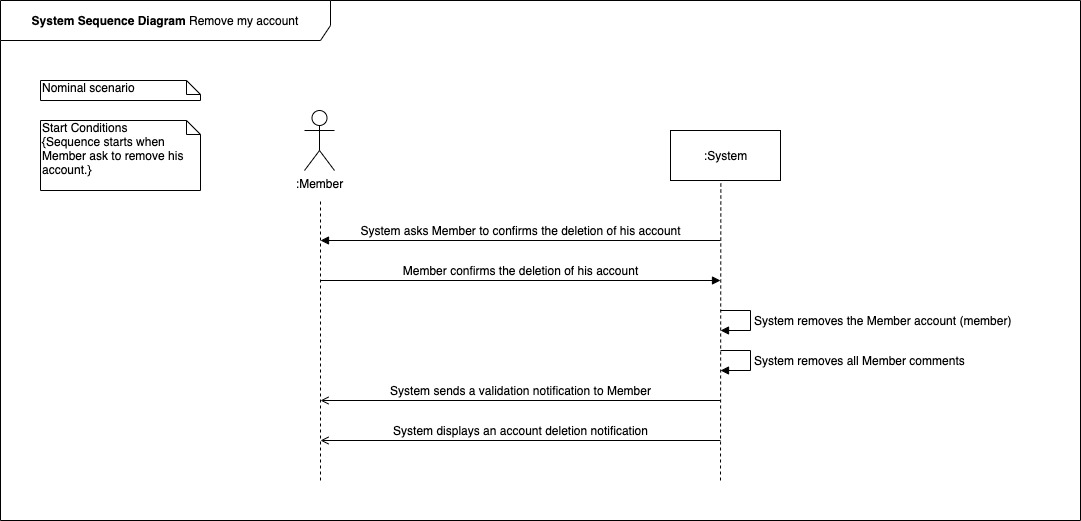 System Sequence Diagram Remove my account
Nominal scenario
Start Conditions
{Sequence starts when
Member ask to remove his
account.}
:Member
:System
System asks Member to confirms the deletion of his account
Member confirms the deletion of his account
System removes the Member account (member)
System removes all Member comments
System sends a validation notification to Member
System displays an account deletion notification